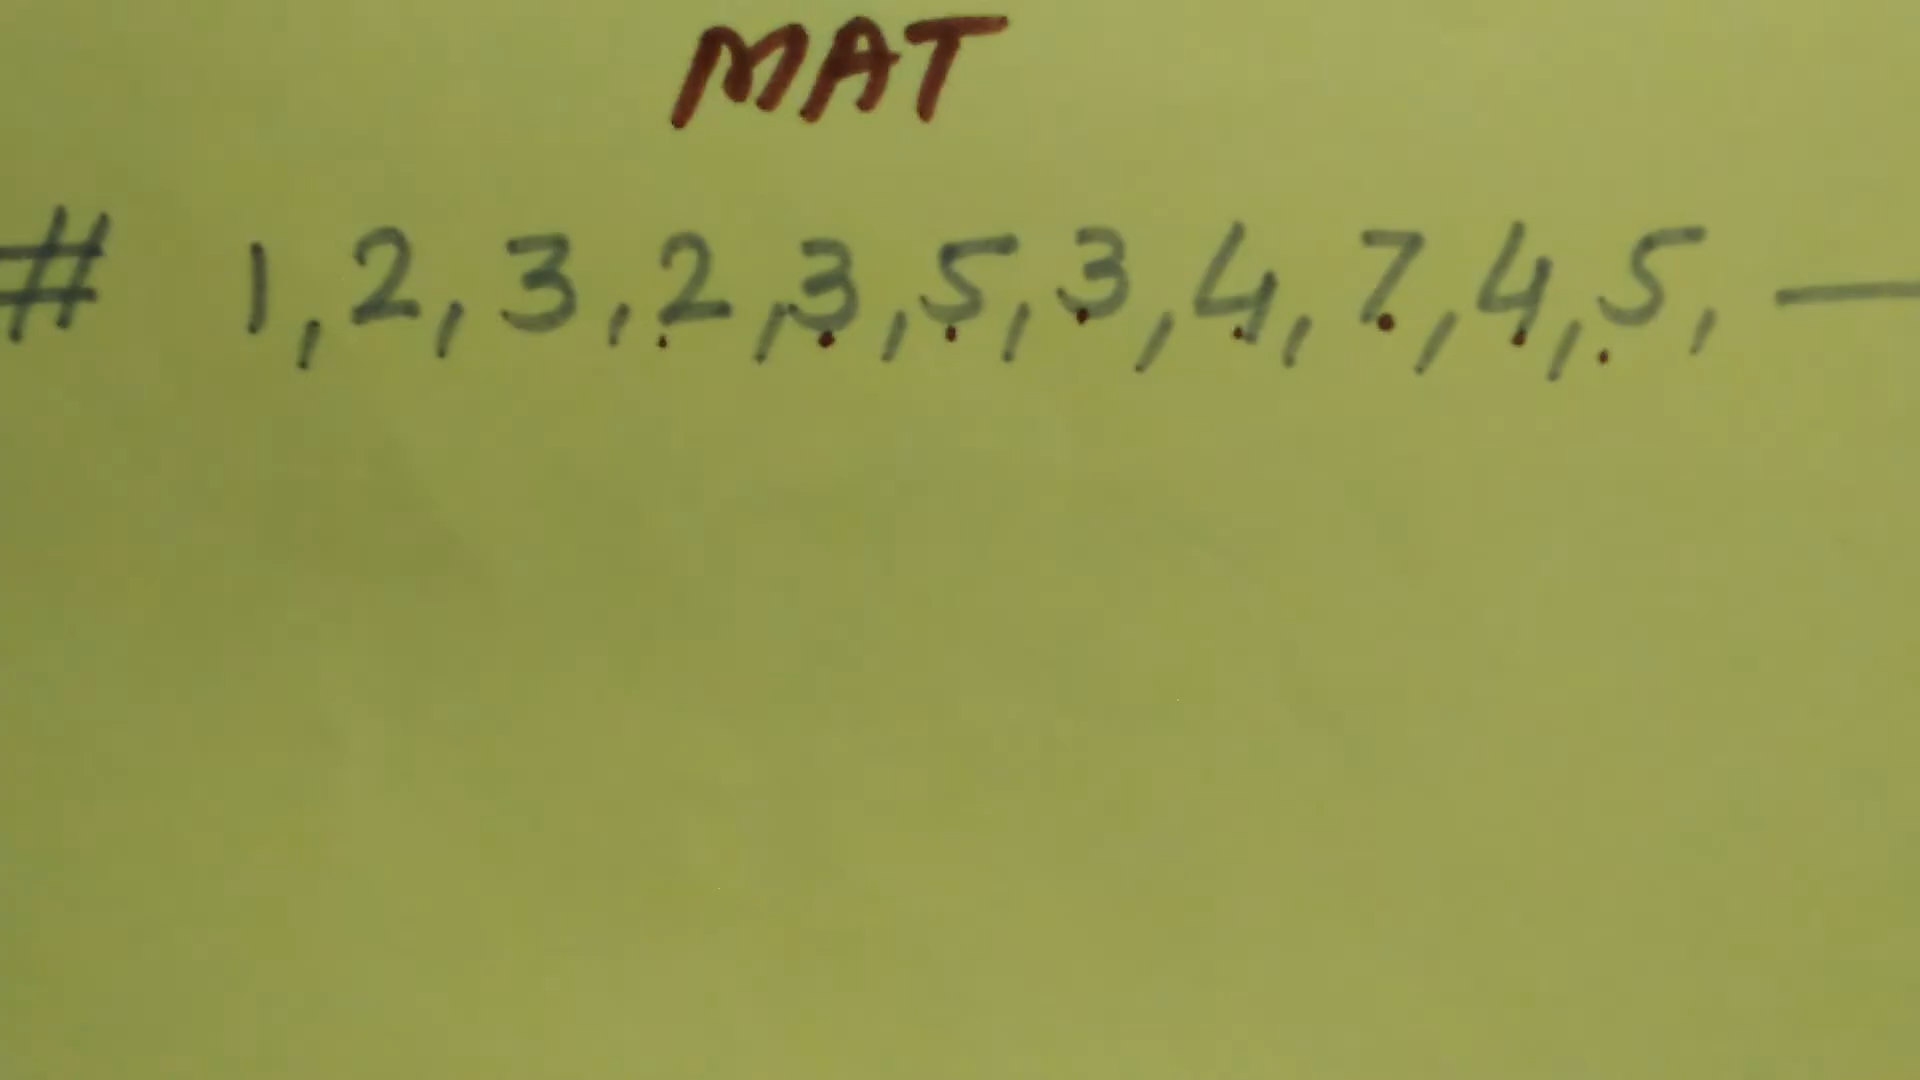 MAT
# 1, 2, 3, 2, 3, 5, 3, 4, 7, 4, 5, —